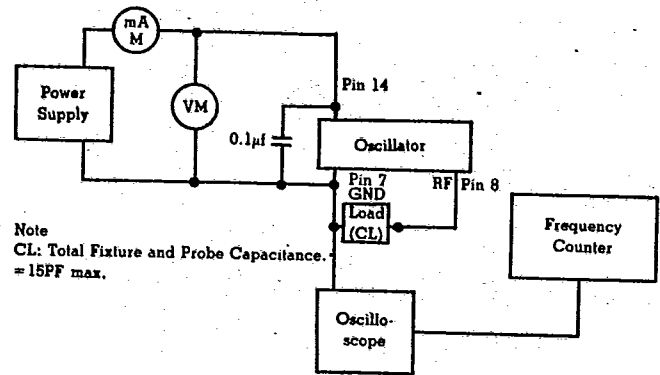 mA
M
Power
Supply
VM
Pin 14
0.1µf
Oscillator
Pin 7
GND
RF Pin 8
Load
(CL)
Note
CL: Total Fixture and Probe Capacitance.
=15PF max.
Frequency
Counter
Oscillo-
scope